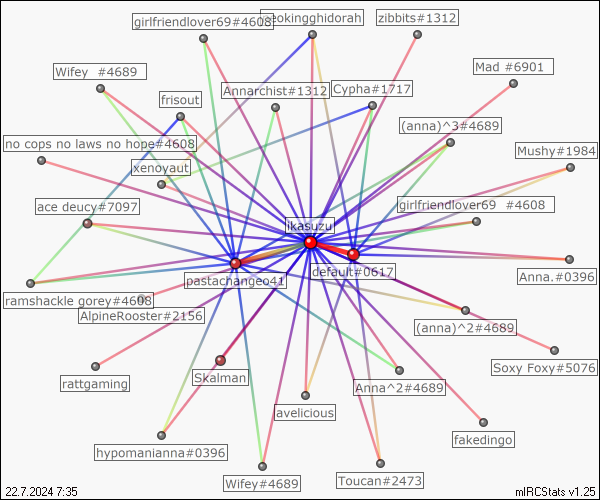 girlfriendlover69#4608
neokingghidorah
zibbits#1312
Wifey  #4689
Mad #6901
frisout
Annarchist#1312
Cypha#1717
(anna)^3#4689
no cops no laws no hope#4608
Mushy#1984
xenoyaut
ace deucy#7097
girlfriendlover69  #4608
ikasuzu
Anna.#0396
pastachangeo41
default#0617
ramshackle gorey#4608
AlpineRooster#2156
(anna)^2#4689
Soxy Foxy#5076
rattgaming
Skalman
Anna^2#4689
avelicious
fakedingo
hypomanianna#0396
Wifey#4689
Toucan#2473
22.7.2024 7:35
mIRCStats v1.25